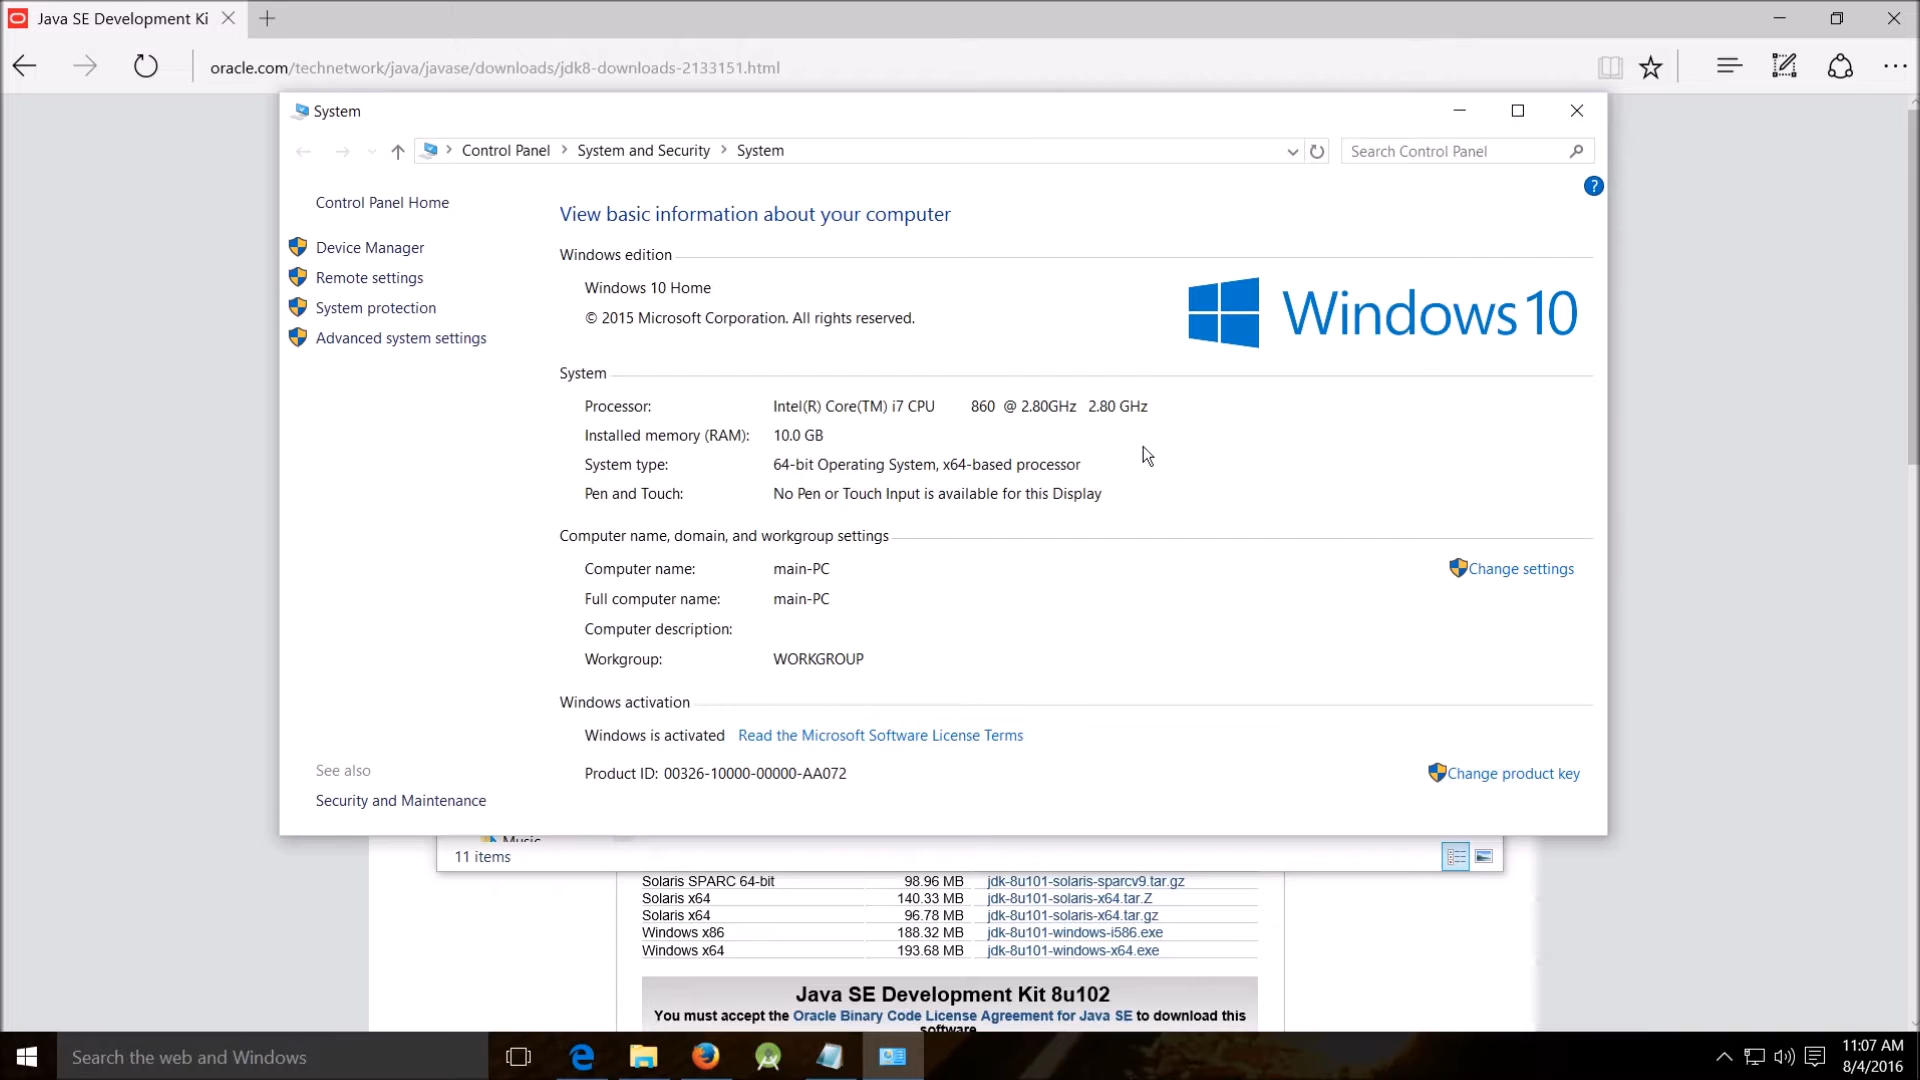 Java SE Development Ki
oracle.com/technetwork/java/javase/downloads/jdk8-downloads-2133151.html
System
Control Panel > System and Security > System
Search Control Panel
?
Control Panel Home
Device Manager
Remote settings
System protection
Advanced system settings
See also
Security and Maintenance
View basic information about your computer
Windows edition
Windows 10 Home
© 2015 Microsoft Corporation. All rights reserved.
Windows 10
System
Processor: Intel(R) Core(TM) i7 CPU 860 @ 2.80GHz 2.80 GHz
Installed memory (RAM): 10.0 GB
System type: 64-bit Operating System, x64-based processor
Pen and Touch: No Pen or Touch Input is available for this Display
Computer name, domain, and workgroup settings
Computer name: main-PC
Change settings
Full computer name: main-PC
Computer description:
Workgroup: WORKGROUP
Windows activation
Windows is activated Read the Microsoft Software License Terms
Product ID: 00326-10000-00000-AA072
Change product key
Music
11 items
Solaris SPARC 64-bit 98.96 MB jdk-8u101-solaris-sparcv9.tar.gz
Solaris x64 140.33 MB jdk-8u101-solaris-x64.tar.Z
Solaris x64 96.78 MB jdk-8u101-solaris-x64.tar.gz
Windows x86 188.32 MB jdk-8u101-windows-i586.exe
Windows x64 193.68 MB jdk-8u101-windows-x64.exe
Java SE Development Kit 8u102
You must accept the Oracle Binary Code License Agreement for Java SE to download this
software.
Search the web and Windows
11:07 AM
8/4/2016